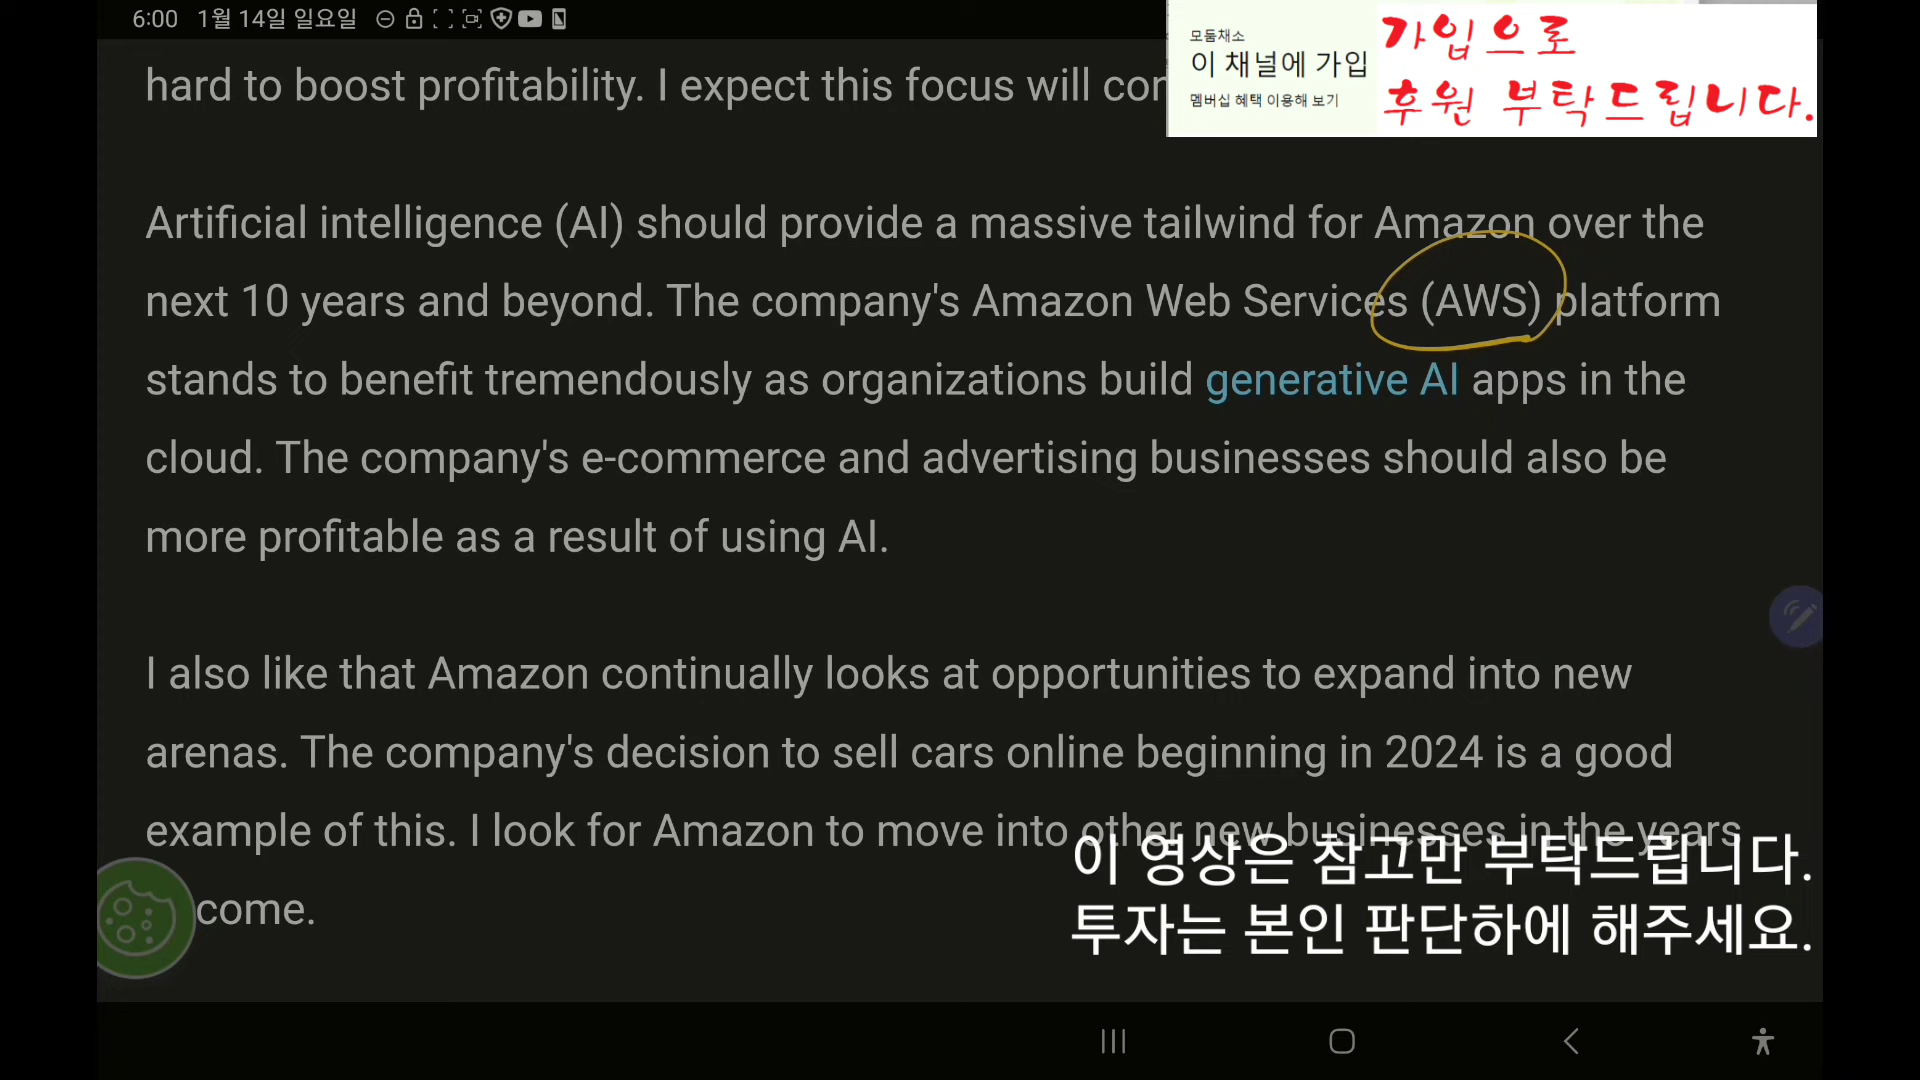 6:00 1월 14일 일요일
모둠채소
이 채널에 가입
멤버십 혜택 이용해 보기
가입으로
후원 부탁드립니다.
hard to boost profitability. I expect this focus will
Artificial intelligence (AI) should provide a massive tailwind for Amazon over the
next 10 years and beyond. The company's Amazon Web Services (AWS) platform
stands to benefit tremendously as organizations build generative AI apps in the
cloud. The company's e-commerce and advertising businesses should also be
more profitable as a result of using AI.
I also like that Amazon continually looks at opportunities to expand into new
arenas. The company's decision to sell cars online beginning in 2024 is a good
example of this. I look for Amazon to move into other new businesses in the years
come.
이 영상은 참고만 부탁드립니다.
투자는 본인 판단하에 해주세요.